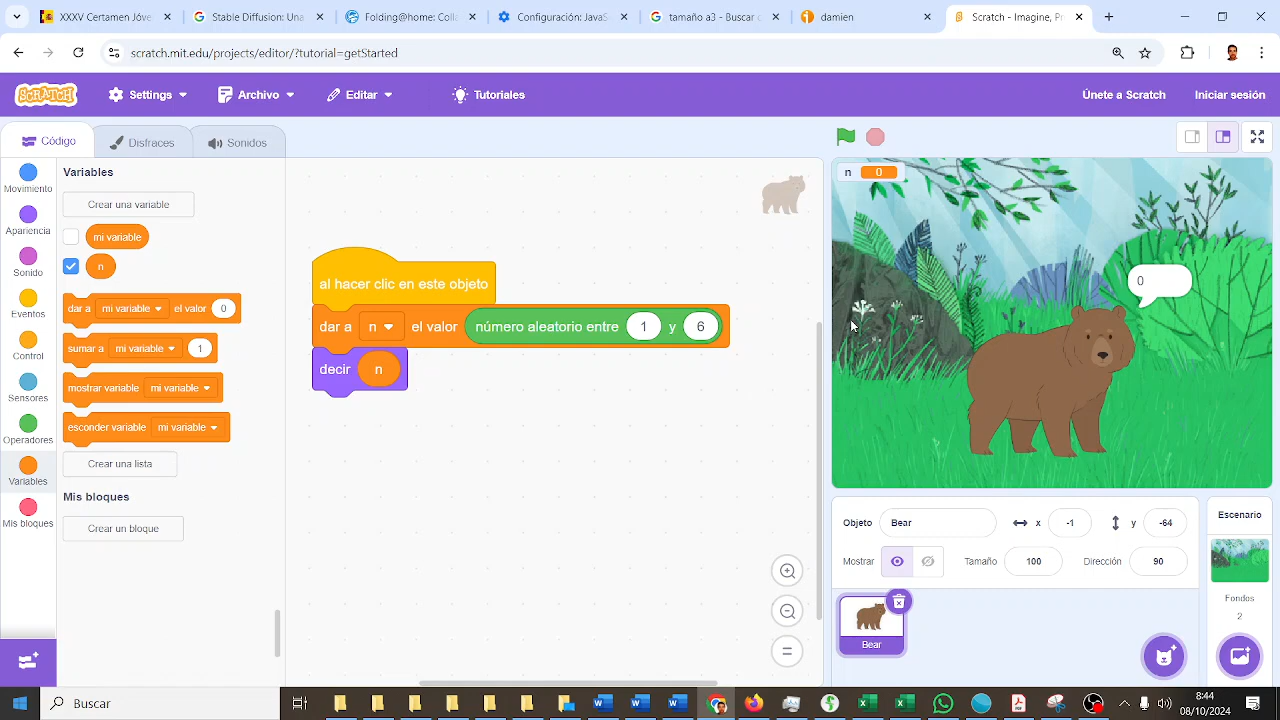 XXXV Certamen Jóve
Stable Diffusion: Una
Folding@home: Colla
Configuración: JavaS
tamaño a3 - Buscar c
damien
Scratch - Imagine, Pr
scratch.mit.edu/projects/editor/?tutorial=getStarted
SCRATCH
Settings
Archivo
Editar
Tutoriales
Únete a Scratch
Iniciar sesión
Código
Disfraces
Sonidos
Movimiento
Apariencia
Sonido
Eventos
Control
Sensores
Operadores
Variables
Mis bloques
Variables
Crear una variable
mi variable
n
dar a mi variable el valor 0
sumar a mi variable 1
mostrar variable mi variable
esconder variable mi variable
Crear una lista
Mis bloques
Crear un bloque
al hacer clic en este objeto
dar a n el valor número aleatorio entre 1 y 6
decir n
n 0
0
Objeto Bear x -1 y -64
Mostrar Tamaño 100 Dirección 90
Bear
Escenario
Fondos
2
Buscar
8:44
08/10/2024